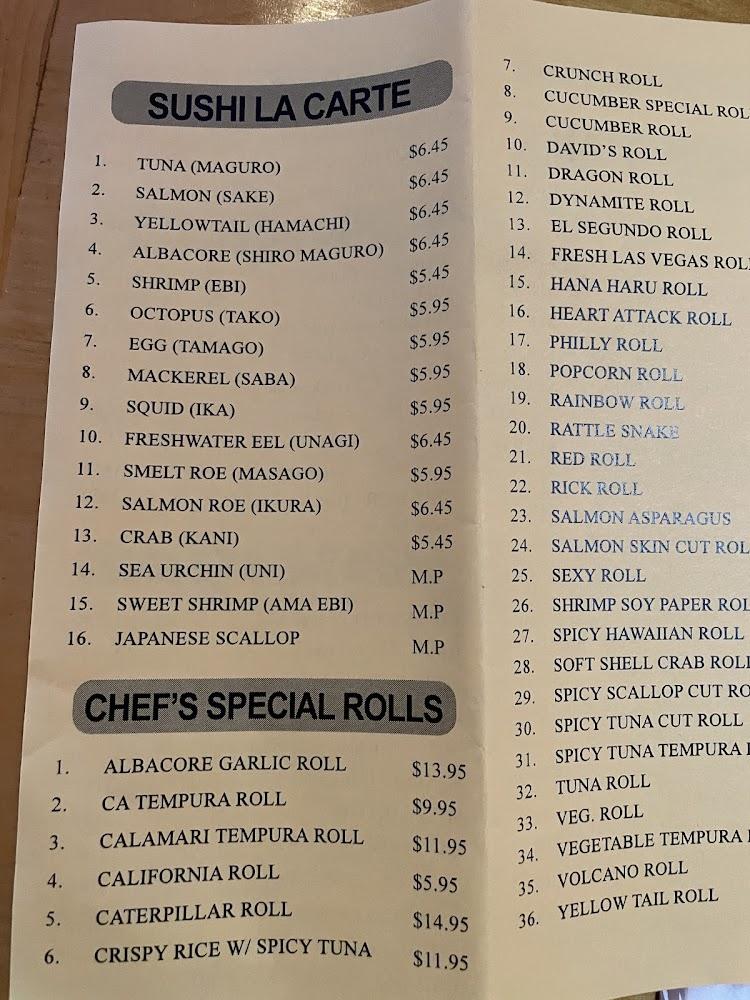 SUSHI LA CARTE
1. TUNA (MAGURO) $6.45
2. SALMON (SAKE) $6.45
3. YELLOWTAIL (HAMACHI) $6.45
4. ALBACORE (SHIRO MAGURO) $6.45
5. SHRIMP (EBI) $5.45
6. OCTOPUS (TAKO) $5.95
7. EGG (TAMAGO) $5.95
8. MACKEREL (SABA) $5.95
9. SQUID (IKA) $5.95
10. FRESHWATER EEL (UNAGI) $6.45
11. SMELT ROE (MASAGO) $5.95
12. SALMON ROE (IKURA) $6.45
13. CRAB (KANI) $5.45
14. SEA URCHIN (UNI) M.P
15. SWEET SHRIMP (AMA EBI) M.P
16. JAPANESE SCALLOP M.P
CHEF'S SPECIAL ROLLS
1. ALBACORE GARLIC ROLL $13.95
2. CA TEMPURA ROLL $9.95
3. CALAMARI TEMPURA ROLL $11.95
4. CALIFORNIA ROLL $5.95
5. CATERPILLAR ROLL $14.95
6. CRISPY RICE W/ SPICY TUNA $11.95
7. CRUNCH ROLL
8. CUCUMBER SPECIAL ROL
9. CUCUMBER ROLL
10. DAVID'S ROLL
11. DRAGON ROLL
12. DYNAMITE ROLL
13. EL SEGUNDO ROLL
14. FRESH LAS VEGAS ROL
15. HANA HARU ROLL
16. HEART ATTACK ROLL
17. PHILLY ROLL
18. POPCORN ROLL
19. RAINBOW ROLL
20. RATTLE SNAKE
21. RED ROLL
22. RICK ROLL
23. SALMON ASPARAGUS
24. SALMON SKIN CUT ROL
25. SEXY ROLL
26. SHRIMP SOY PAPER ROL
27. SPICY HAWAIIAN ROLL
28. SOFT SHELL CRAB ROLL
29. SPICY SCALLOP CUT RO
30. SPICY TUNA CUT ROLL
31. SPICY TUNA TEMPURA
32. TUNA ROLL
33. VEG. ROLL
34. VEGETABLE TEMPURA
35. VOLCANO ROLL
36. YELLOW TAIL ROLL